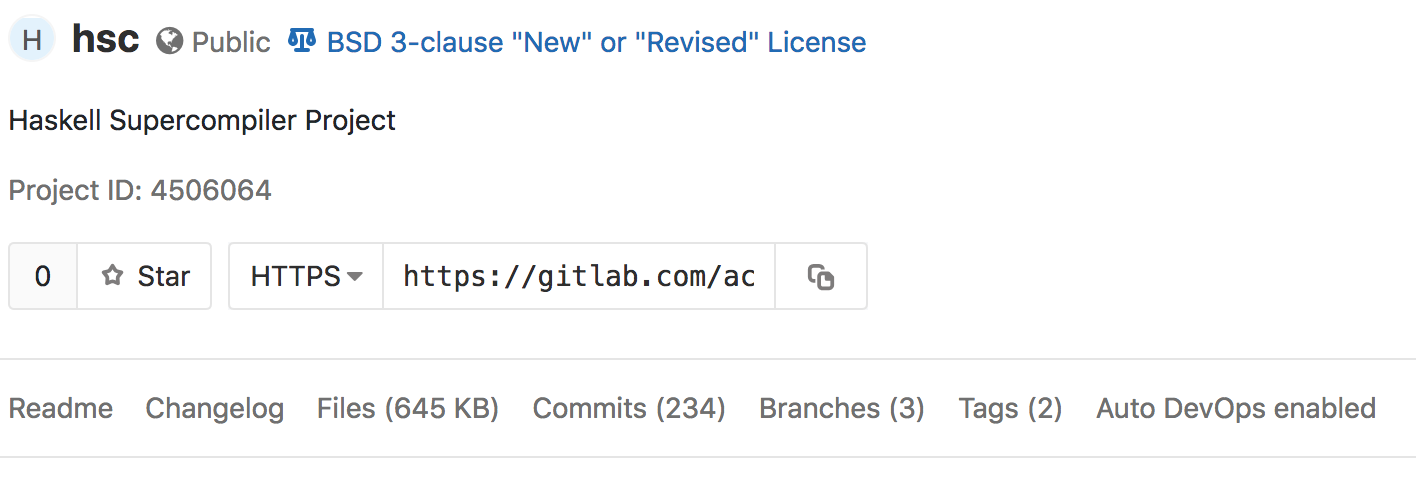 H hsc Public BSD 3-clause "New" or "Revised" License
Haskell Supercompiler Project
Project ID: 4506064
0 Star HTTPS https://gitlab.com/ac
Readme Changelog Files (645 KB) Commits (234) Branches (3) Tags (2) Auto DevOps enabled